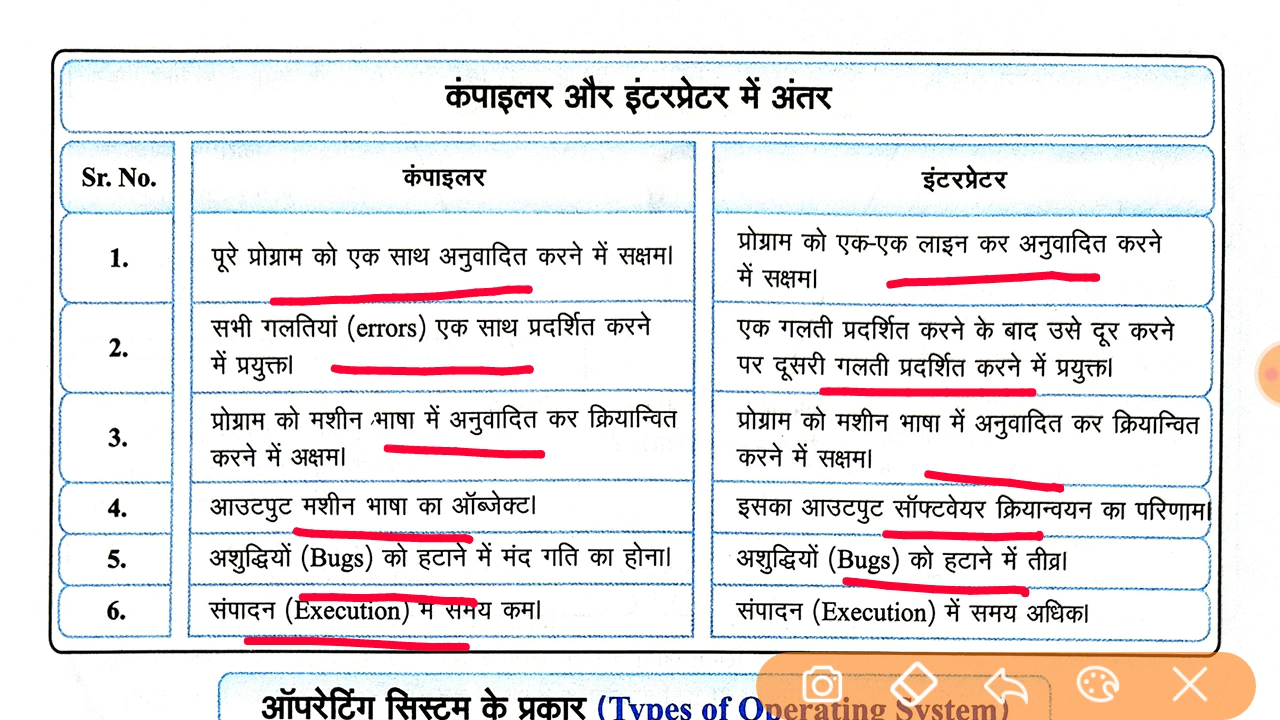 कंपाइलर और इंटरप्रेटर में अंतर
Sr. No. कंपाइलर इंटरप्रेटर
1. पूरे प्रोग्राम को एक साथ अनुवादित करने में सक्षम।
प्रोग्राम को एक-एक लाइन कर अनुवादित करने
में सक्षम।
2. सभी गलतियां (errors) एक साथ प्रदर्शित करने
में प्रयुक्त।
एक गलती प्रदर्शित करने के बाद उसे दूर करने
पर दूसरी गलती प्रदर्शित करने में प्रयुक्त।
3. प्रोग्राम को मशीन भाषा में अनुवादित कर क्रियान्वित
करने में अक्षम।
प्रोग्राम को मशीन भाषा में अनुवादित कर क्रियान्वित
करने में सक्षम।
4. आउटपुट मशीन भाषा का ऑब्जेक्ट।
इसका आउटपुट सॉफ्टवेयर क्रियान्वयन का परिणाम।
5. अशुद्धियों (Bugs) को हटाने में मंद गति का होना।
अशुद्धियों (Bugs) को हटाने में तीव्र।
6. संपादन (Execution) में समय कम।
संपादन (Execution) में समय अधिक।
ऑपरेटिंग सिस्टम के प्रकार (Types of Operating System)